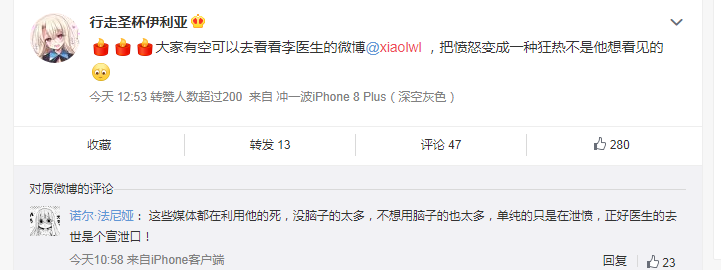 行走圣杯伊利亚
大家有空可以去看看李医生的微博@xiaolwl ，把愤怒变成一种狂热不是他想看见的
今天 12:53 转赞人数超过200 来自 冲一波iPhone 8 Plus（深空灰色）
收藏
转发 13
评论 47
280
对原微博的评论
诺尔·法尼娅： 这些媒体都在利用他的死，没脑子的太多，不想用脑子的也太多，单纯的只是在泄愤，正好医生的去
世是个宣泄口！
今天10:58 来自iPhone客户端
回复
23